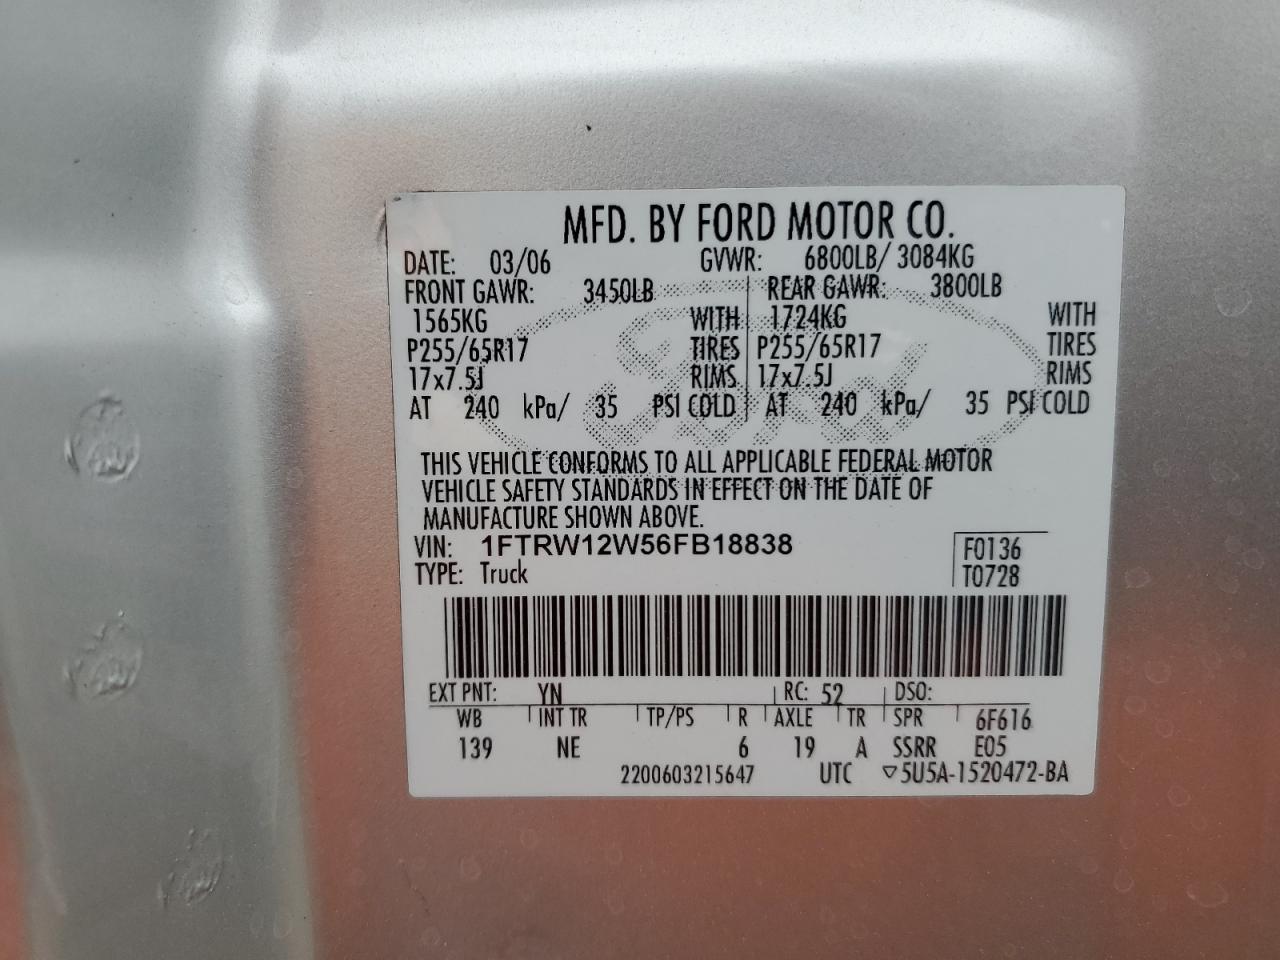 MFD. BY FORD MOTOR CO.
DATE: 03/06 GVWR: 6800LB/ 3084KG
FRONT GAWR: 3450LB REAR GAWR: 3800LB
1565KG WITH 1724KG WITH
P255/65R17 TIRES P255/65R17 TIRES
17x7.5J RIMS 17x7.5J RIMS
AT 240 kPa/ 35 PSI COLD AT 240 kPa/ 35 PSI COLD
Ford
THIS VEHICLE CONFORMS TO ALL APPLICABLE FEDERAL MOTOR
VEHICLE SAFETY STANDARDS IN EFFECT ON THE DATE OF
MANUFACTURE SHOWN ABOVE.
VIN: 1FTRW12W56FB18838 F0136
TYPE: Truck T0728
EXT PNT: YN RC: 52 DSO:
WB INT TR TP/PS R AXLE TR SPR 6F616
139 NE 6 19 A SSRR E05
2200603215647 UTC ▽5U5A-1520472-BA